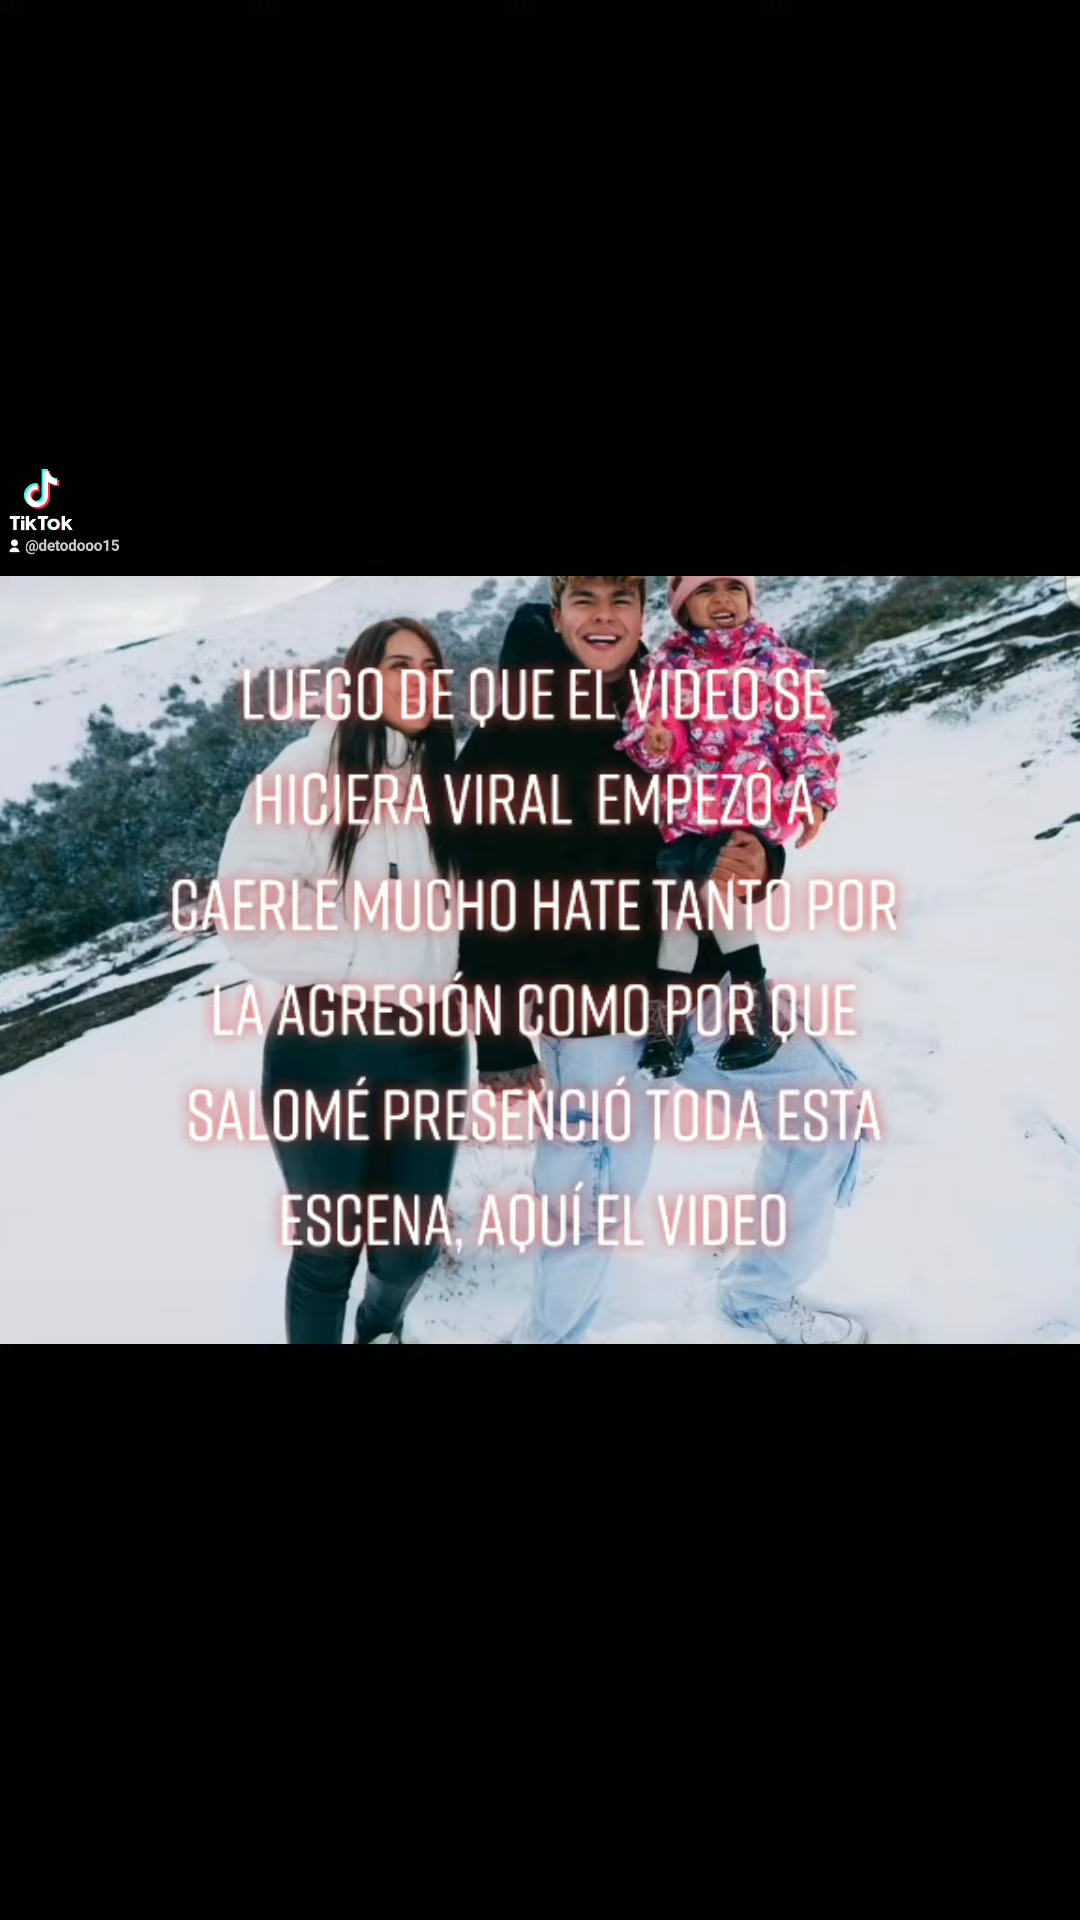 TikTok
@detodooo15
LUEGO DE QUE EL VIDEO SE
HICIERA VIRAL EMPEZÓ A
CAERLE MUCHO HATE TANTO POR
LA AGRESIÓN COMO POR QUE
SALOMÉ PRESENCIÓ TODA ESTA
ESCENA, AQUÍ EL VIDEO